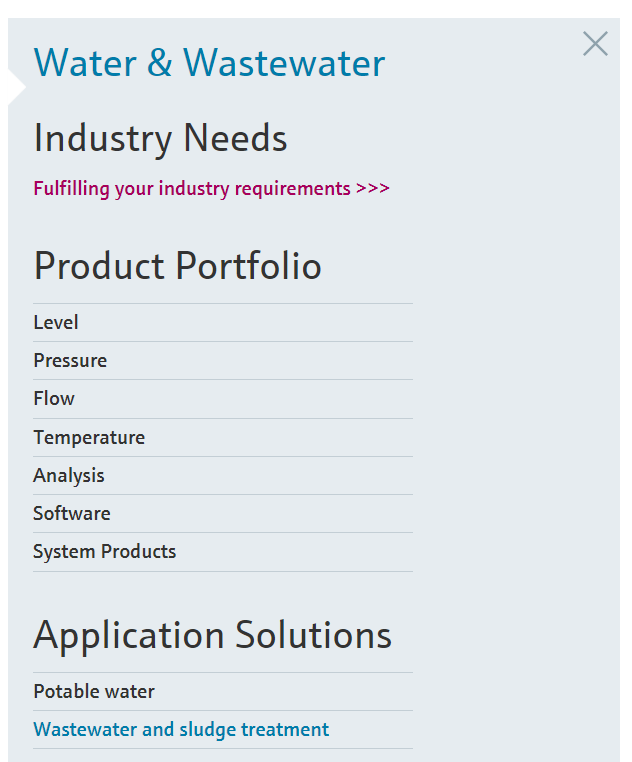 Water & Wastewater
Industry Needs
Fulfilling your industry requirements >>>
Product Portfolio
Level
Pressure
Flow
Temperature
Analysis
Software
System Products
Application Solutions
Potable water
Wastewater and sludge treatment